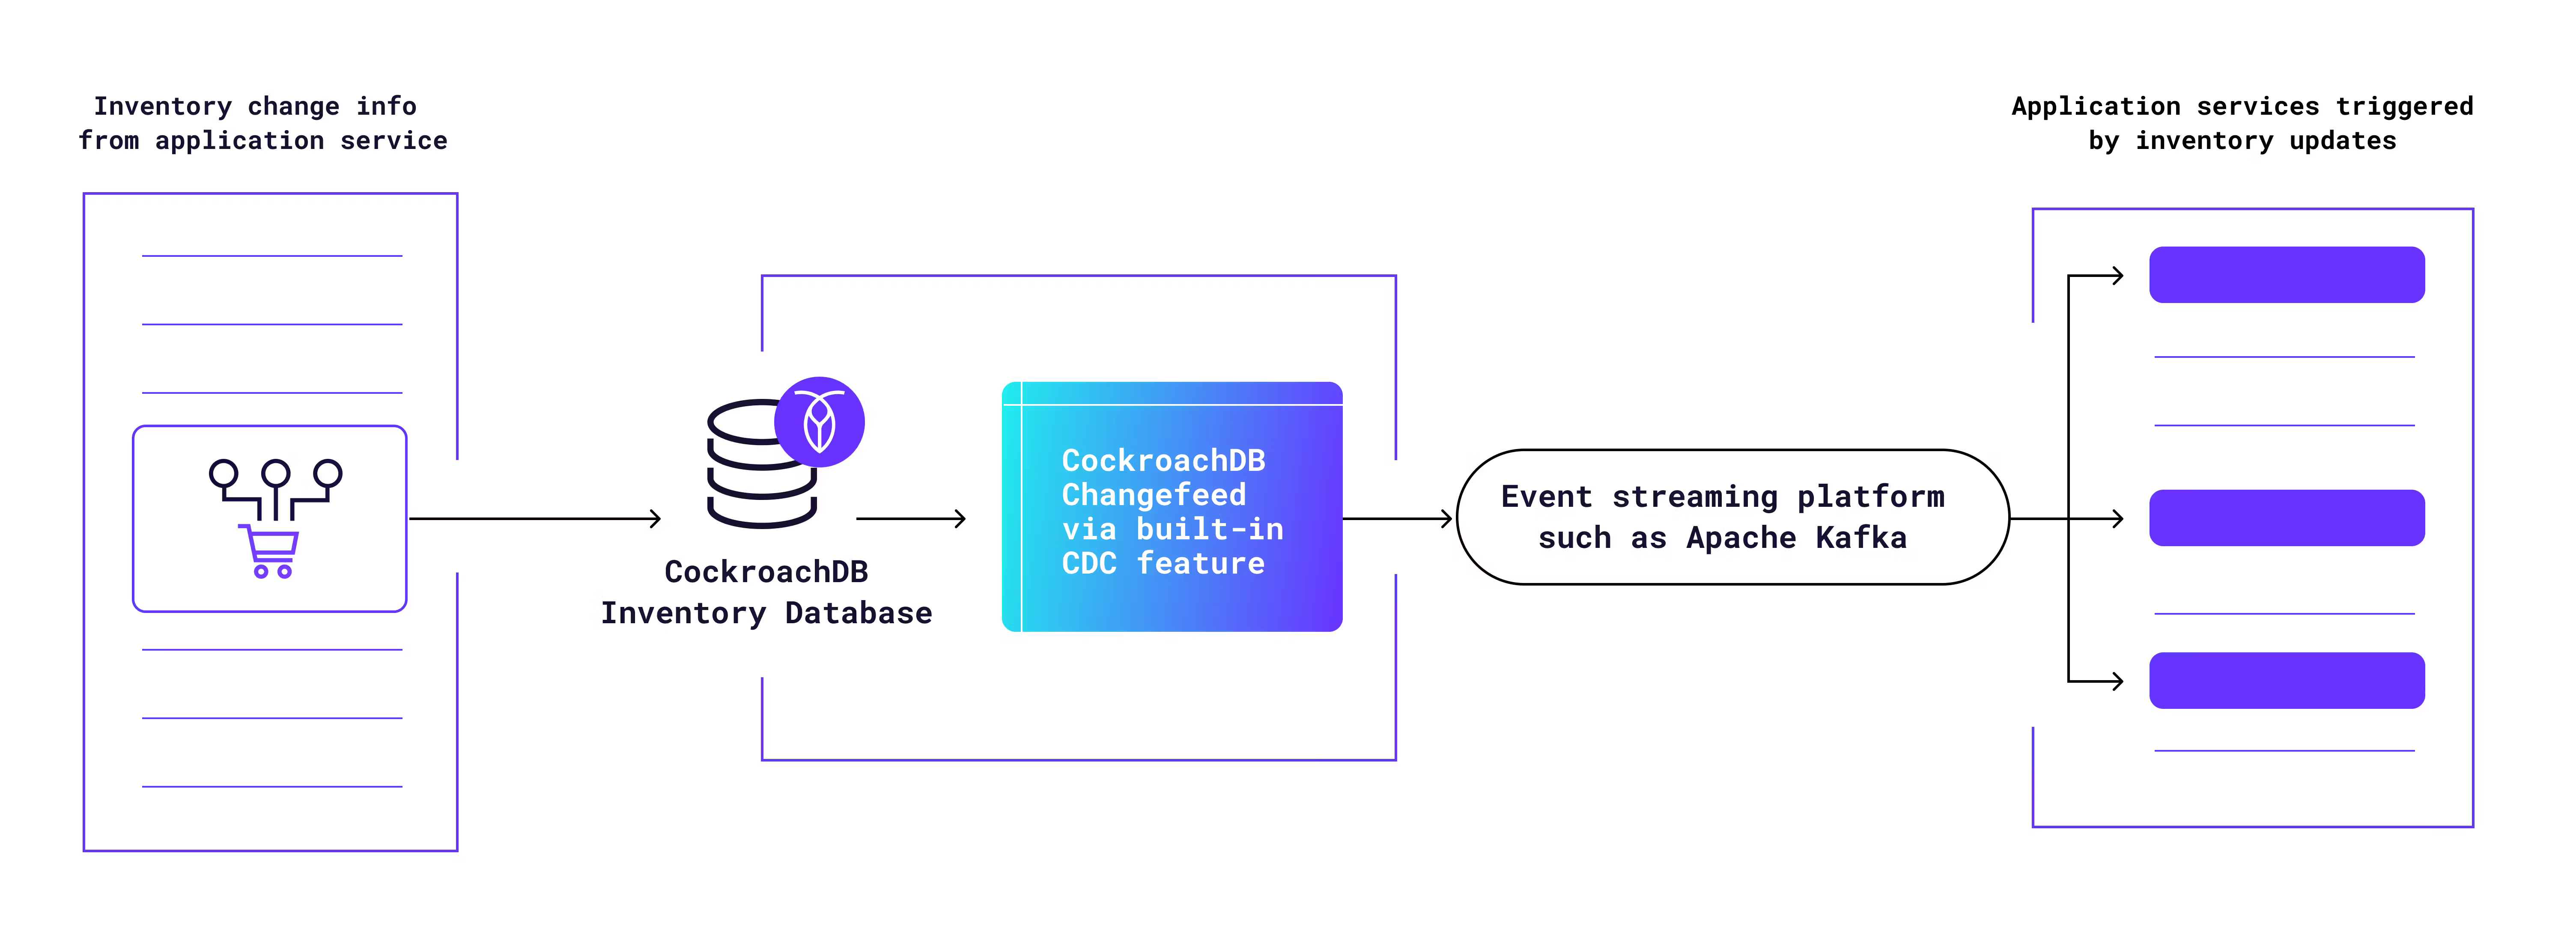 Inventory change info
from application service
CockroachDB
Inventory Database
CockroachDB
Changefeed
via built-in
CDC feature
Event streaming platform
such as Apache Kafka
Application services triggered
by inventory updates